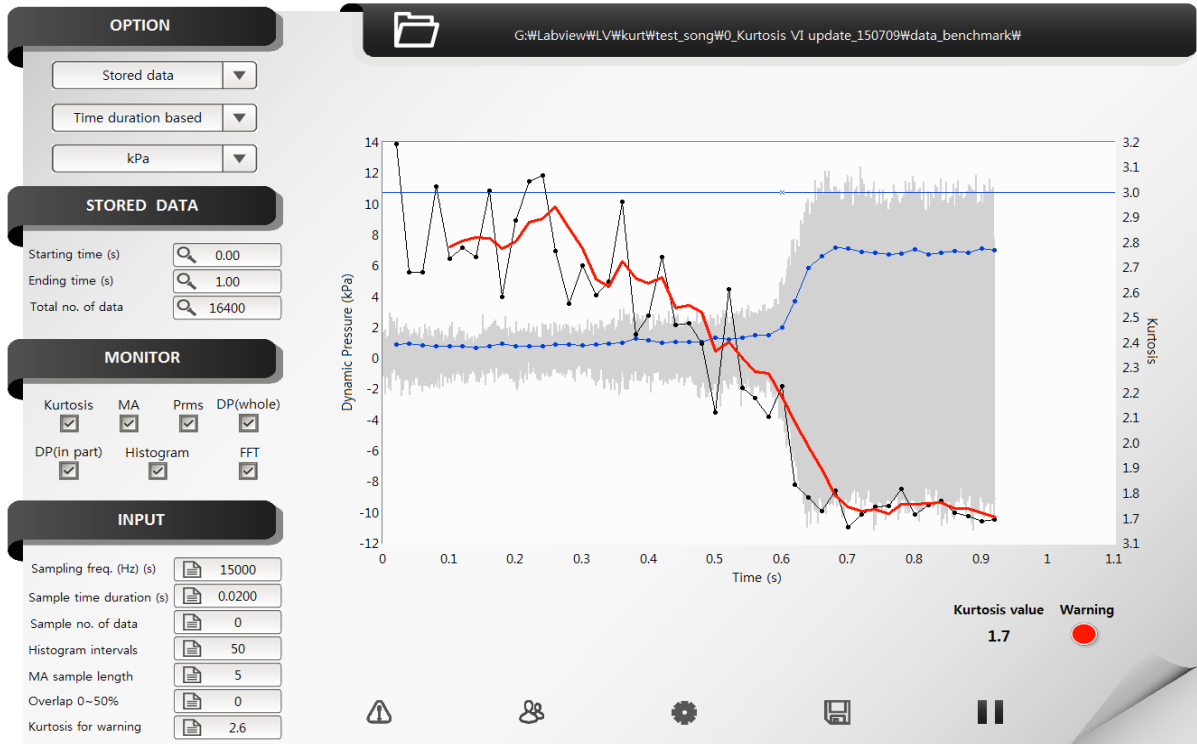 OPTION
G:₩Labview₩LV₩kurt₩test_song₩0_Kurtosis VI update_150709₩data_benchmark₩
Stored data
Time duration based
kPa
STORED DATA
Starting time (s) 0.00
Ending time (s) 1.00
Total no. of data 16400
MONITOR
Kurtosis MA Prms DP(whole)
DP(in part) Histogram FFT
INPUT
Sampling freq. (Hz) (s) 15000
Sample time duration (s) 0.0200
Sample no. of data 0
Histogram intervals 50
MA sample length 5
Overlap 0~50% 0
Kurtosis for warning 2.6
Dynamic Pressure (kPa)
14
12
10
8
6
4
2
0
-2
-4
-6
-8
-10
-12
0 0.1 0.2 0.3 0.4 0.5 0.6 0.7 0.8 0.9 1 1.1
Time (s)
3.2
3.1
3.0
2.9
2.8
2.7
2.6
2.5
2.4
2.3
2.2
2.1
2.0
1.9
1.8
1.7
3.1
Kurtosis
Kurtosis value Warning
1.7